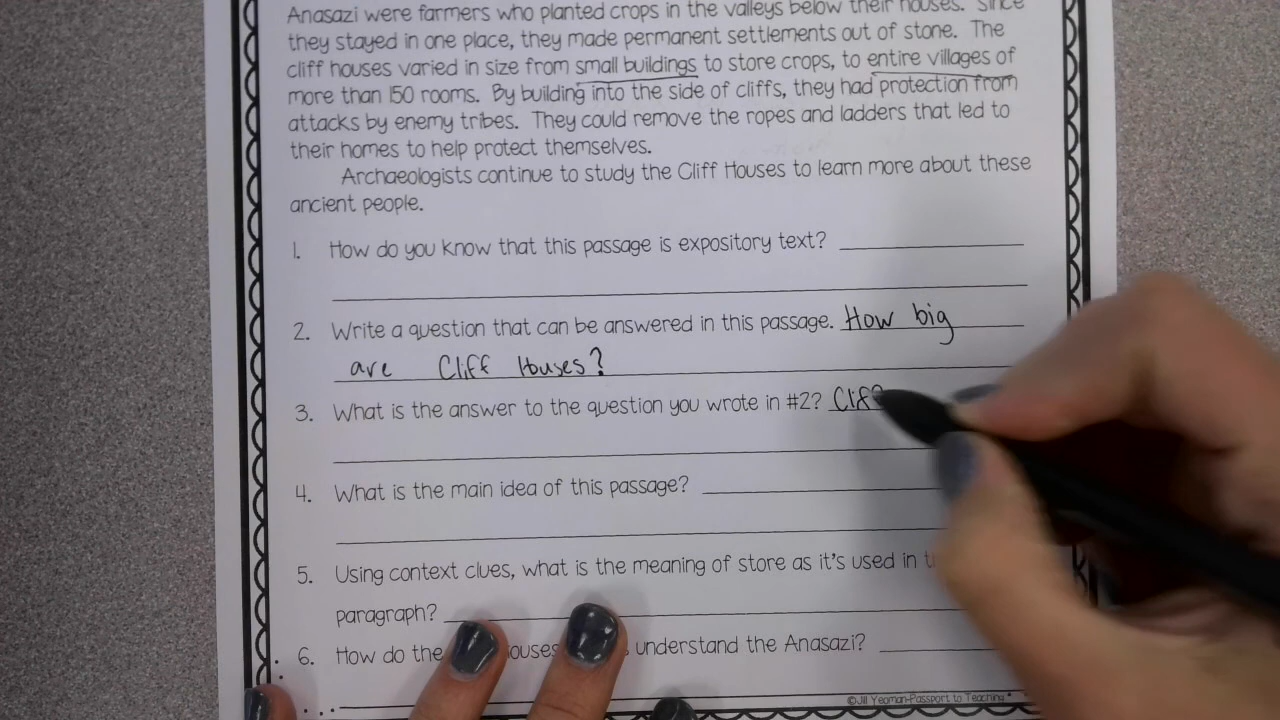 Anasazi were farmers who planted crops in the valleys below their houses. Since
they stayed in one place, they made permanent settlements out of stone. The
cliff houses varied in size from small buildings to store crops, to entire villages of
more than 150 rooms. By building into the side of cliffs, they had protection from
attacks by enemy tribes. They could remove the ropes and ladders that led to
their homes to help protect themselves.
Archaeologists continue to study the Cliff Houses to learn more about these
ancient people.
1. How do you know that this passage is expository text?
2. Write a question that can be answered in this passage. How big
are Cliff Houses?
3. What is the answer to the question you wrote in #2? Cliff
4. What is the main idea of this passage?
5. Using context clues, what is the meaning of store as it's used in
paragraph?
6. How do the houses understand the Anasazi?
©Jill Yeoman-Passport to Teaching